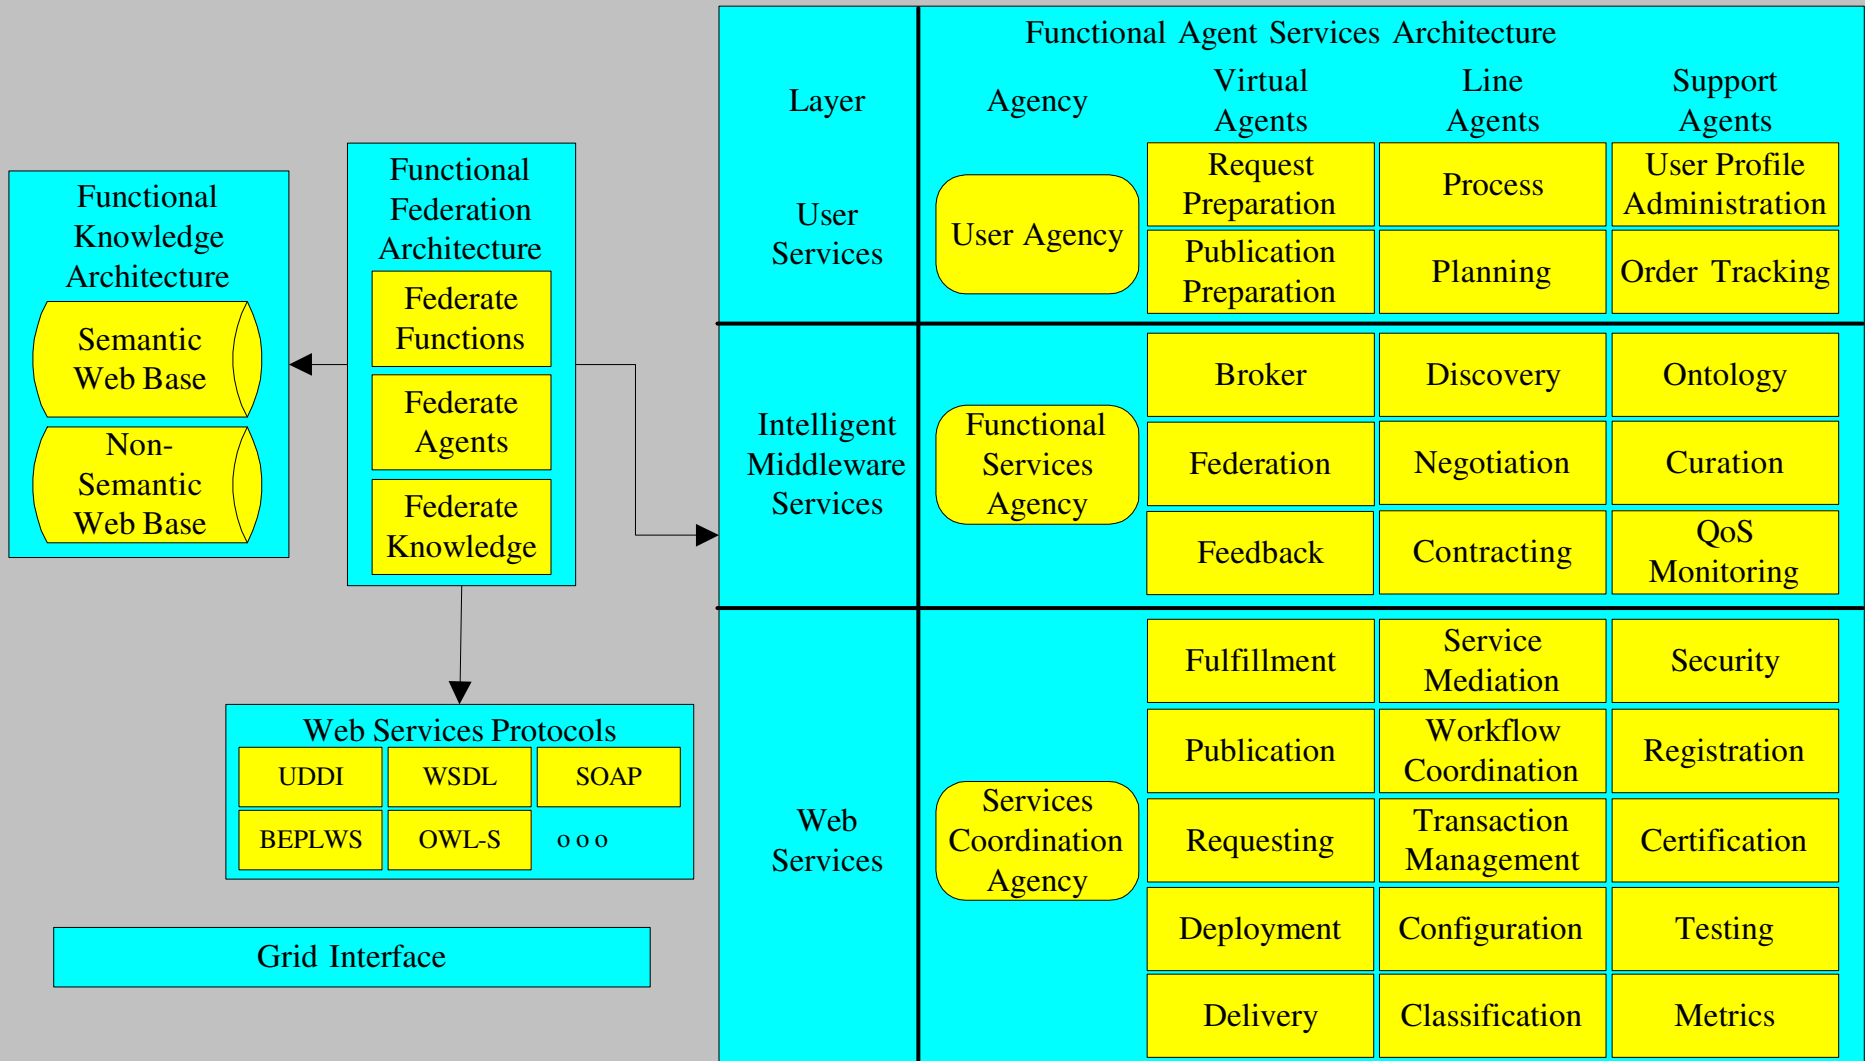 Functional
Knowledge
Architecture
Semantic
Web Base
Non-
Semantic
Web Base
Functional
Federation
Architecture
Federate
Functions
Federate
Agents
Federate
Knowledge
Web Services Protocols
UDDI
WSDL
SOAP
BEPLWS
OWL-S
o o o
Grid Interface
Functional Agent Services Architecture
Layer
Agency
Virtual
Agents
Line
Agents
Support
Agents
User
Services
User Agency
Request
Preparation
Process
User Profile
Administration
Publication
Preparation
Planning
Order Tracking
Intelligent
Middleware
Services
Functional
Services
Agency
Broker
Discovery
Ontology
Federation
Negotiation
Curation
Feedback
Contracting
QoS
Monitoring
Web
Services
Services
Coordination
Agency
Fulfillment
Service
Mediation
Security
Publication
Workflow
Coordination
Registration
Requesting
Transaction
Management
Certification
Deployment
Configuration
Testing
Delivery
Classification
Metrics